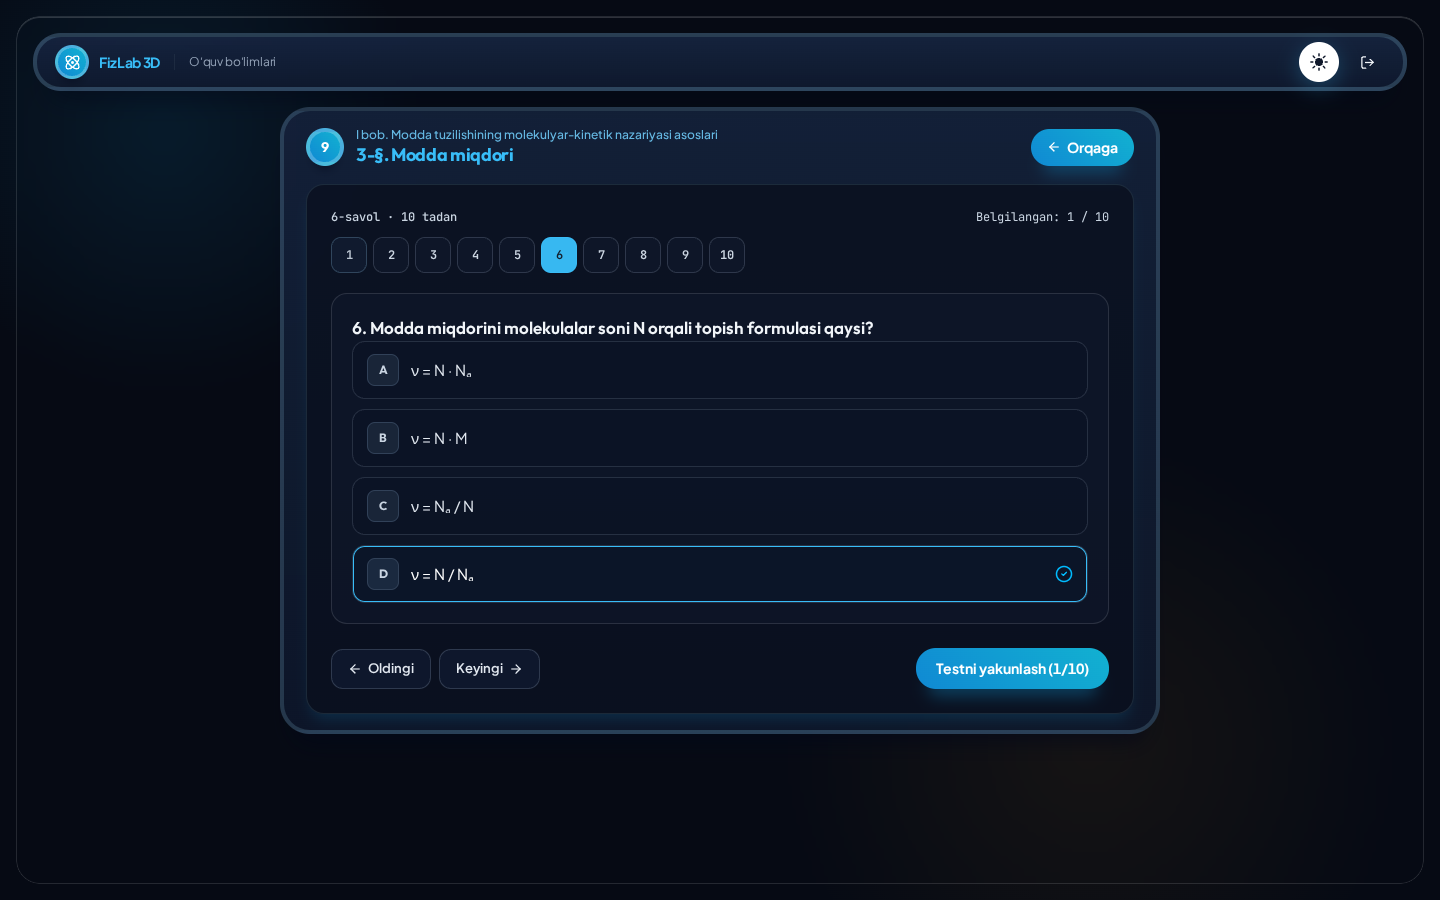 FizLab 3D
O'quv bo'limlari
9
I bob. Modda tuzilishining molekulyar-kinetik nazariyasi asoslari
3-§. Modda miqdori
← Orqaga
6-savol · 10 tadan
Belgilangan: 1 / 10
1 2 3 4 5 6 7 8 9 10
6. Modda miqdorini molekulalar soni N orqali topish formulasi qaysi?
A ν = N · Nₐ
B ν = N · M
C ν = Nₐ / N
D ν = N / Nₐ
← Oldingi
Keyingi →
Testni yakunlash (1/10)